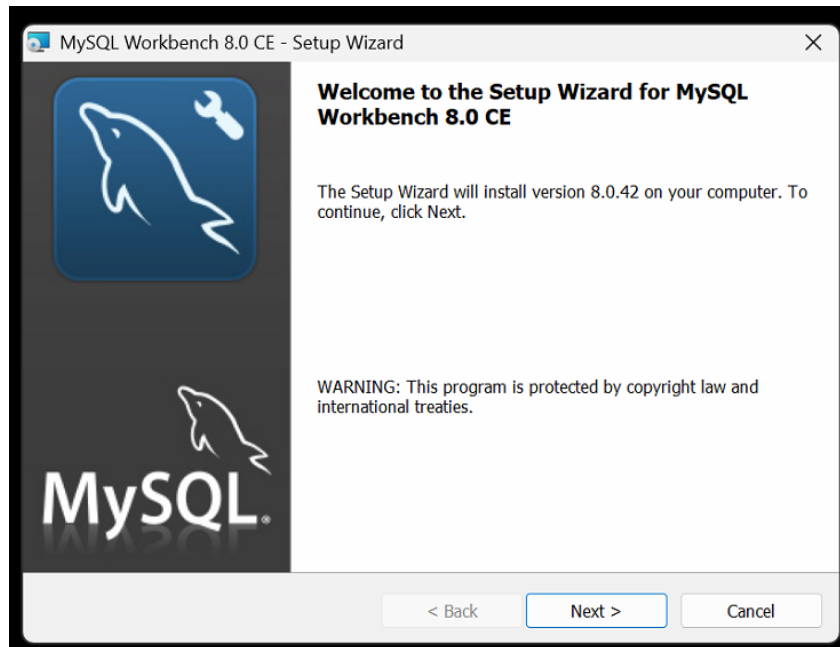 MySQL Workbench 8.0 CE - Setup Wizard
Welcome to the Setup Wizard for MySQL
Workbench 8.0 CE
The Setup Wizard will install version 8.0.42 on your computer. To
continue, click Next.
WARNING: This program is protected by copyright law and
international treaties.
MySQL®
< Back
Next >
Cancel